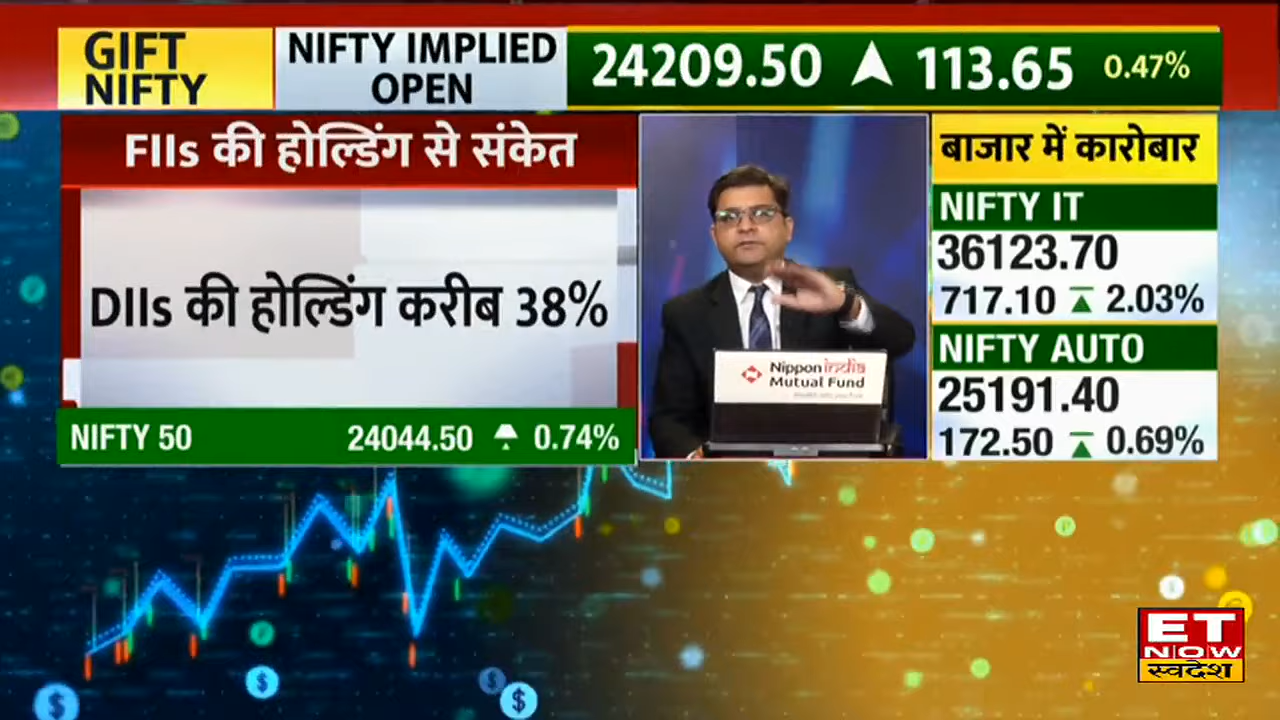 GIFT
NIFTY
NIFTY IMPLIED
OPEN
24209.50 113.65 0.47%
FIIs की होल्डिंग से संकेत
DIIs की होल्डिंग करीब 38%
NIFTY 50 24044.50 0.74%
Nippon india
Mutual Fund
बाजार में कारोबार
NIFTY IT
36123.70
717.10 2.03%
NIFTY AUTO
25191.40
172.50 0.69%
ET
NOW
स्वदेश